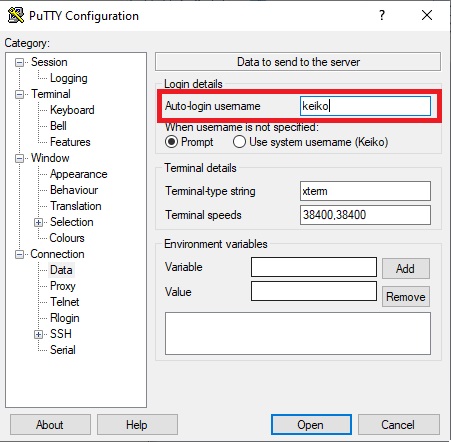 PuTTY Configuration
?
Category:
Session
Logging
Terminal
Keyboard
Bell
Features
Window
Appearance
Behaviour
Translation
Selection
Colours
Connection
Data
Proxy
Telnet
Rlogin
SSH
Serial
Data to send to the server
Login details
Auto-login username keiko
When username is not specified:
Prompt Use system username (Keiko)
Terminal details
Terminal-type string xterm
Terminal speeds 38400,38400
Environment variables
Variable Add
Value Remove
About Help Open Cancel